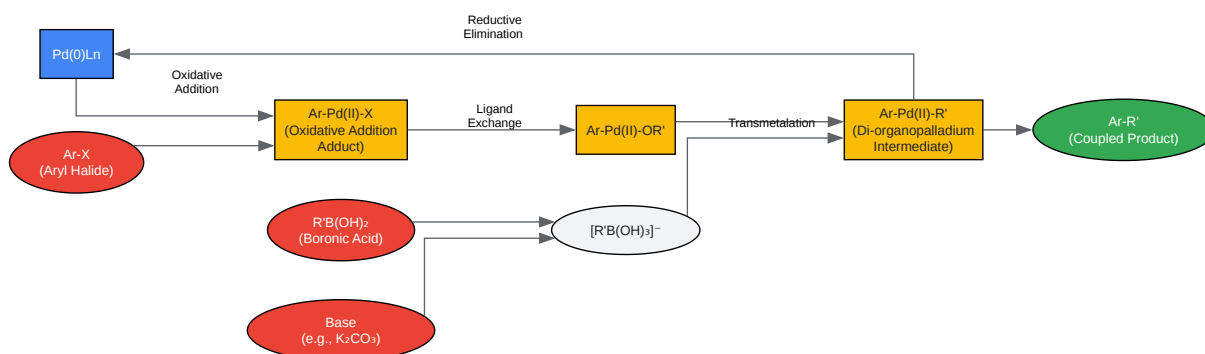 Reductive
Elimination
Pd(0)Ln
Oxidative
Addition
Ar-Pd(II)-X
(Oxidative Addition
Adduct)
Ligand
Exchange
Ar-Pd(II)-OR'
Transmetalation
Ar-Pd(II)-R'
(Di-organopalladium
Intermediate)
Ar-R'
(Coupled Product)
Ar-X
(Aryl Halide)
R'B(OH)₂
(Boronic Acid)
[R'B(OH)₃]⁻
Base
(e.g., K₂CO₃)